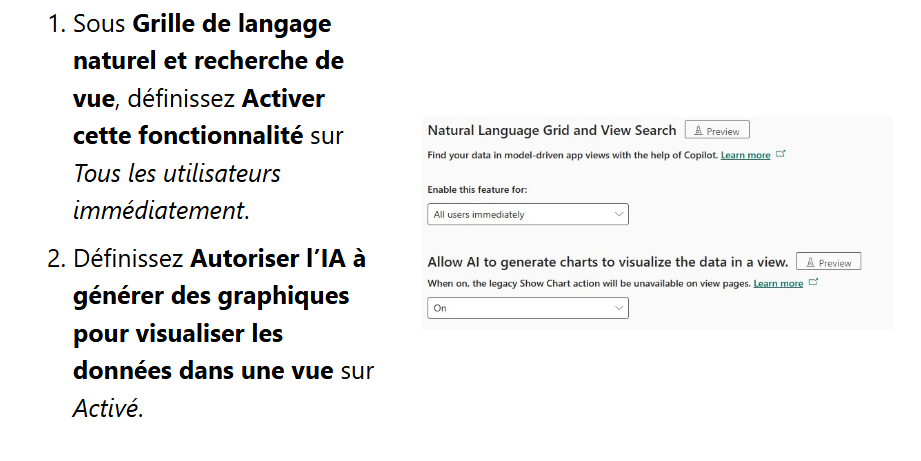 1. Sous Grille de langage
naturel et recherche de
vue, définissez Activer
cette fonctionnalité sur
Tous les utilisateurs
immédiatement.
2. Définissez Autoriser l’IA à
générer des graphiques
pour visualiser les
données dans une vue sur
Activé.
Natural Language Grid and View Search Preview
Find your data in model-driven app views with the help of Copilot. Learn more
Enable this feature for:
All users immediately
Allow AI to generate charts to visualize the data in a view. Preview
When on, the legacy Show Chart action will be unavailable on view pages. Learn more
On